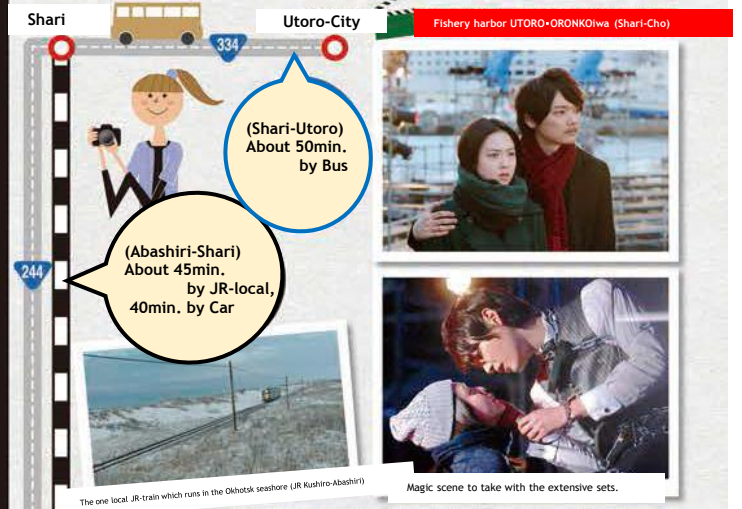 Shari
Utoro-City
334
Fishery harbor UTORO•ORONKOiwa (Shari-Cho)
(Shari-Utoro)
About 50min.
by Bus
(Abashiri-Shari)
About 45min.
by JR-local,
40min. by Car
244
The one local JR-train which runs in the Okhotsk seashore (JR Kushiro-Abashiri)
Magic scene to take with the extensive sets.